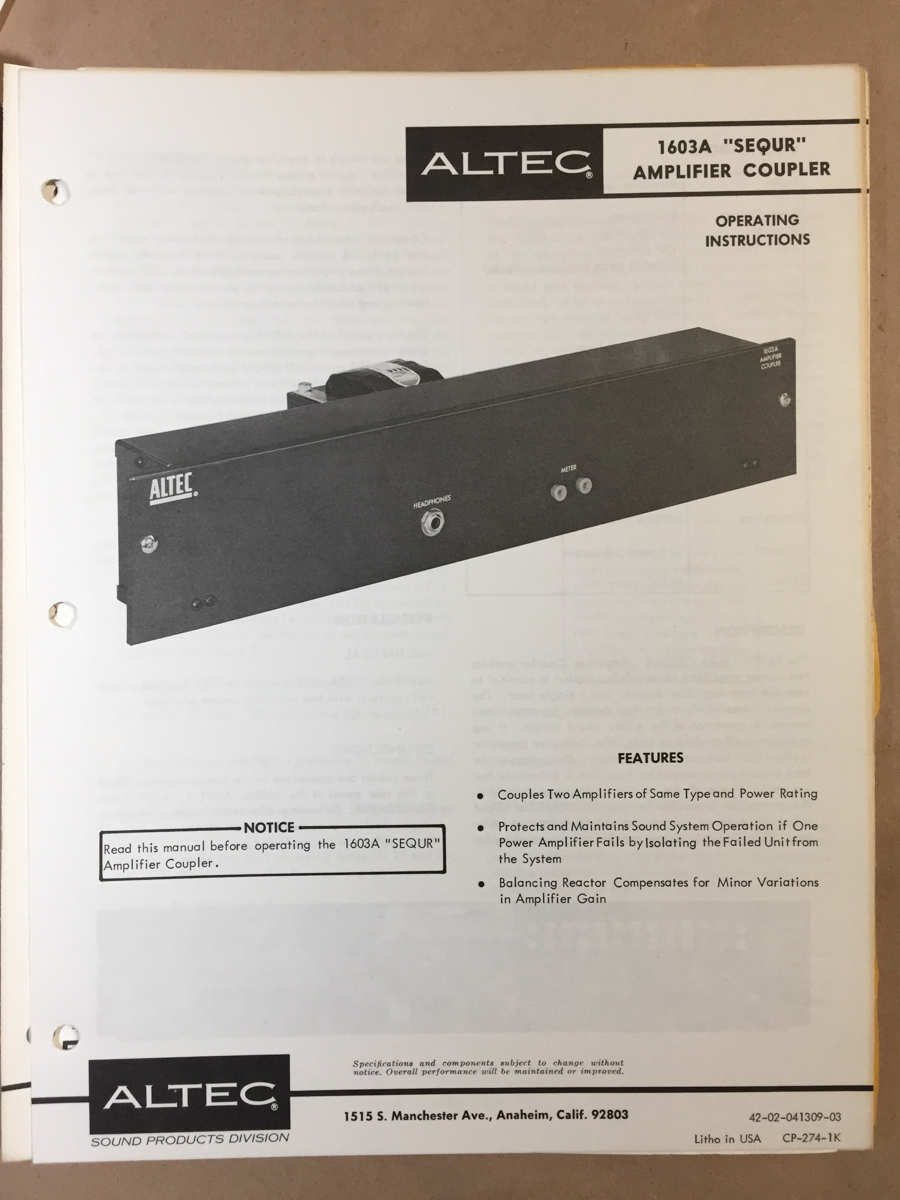 ALTEC®
1603A "SEQUR"
AMPLIFIER COUPLER
OPERATING
INSTRUCTIONS
1603A
AMPLIFIER
COUPLER
ALTEC
HEADPHONES
METER
FEATURES
• Couples Two Amplifiers of Same Type and Power Rating
• Protects and Maintains Sound System Operation if One
Power Amplifier Fails by Isolating the Failed Unit from
the System
• Balancing Reactor Compensates for Minor Variations
in Amplifier Gain
NOTICE
Read this manual before operating the 1603A "SEQUR"
Amplifier Coupler.
Specifications and components subject to change without
notice. Overall performance will be maintained or improved.
ALTEC®
SOUND PRODUCTS DIVISION
1515 S. Manchester Ave., Anaheim, Calif. 92803
42-02-041309-03
Litho in USA CP-274-1K